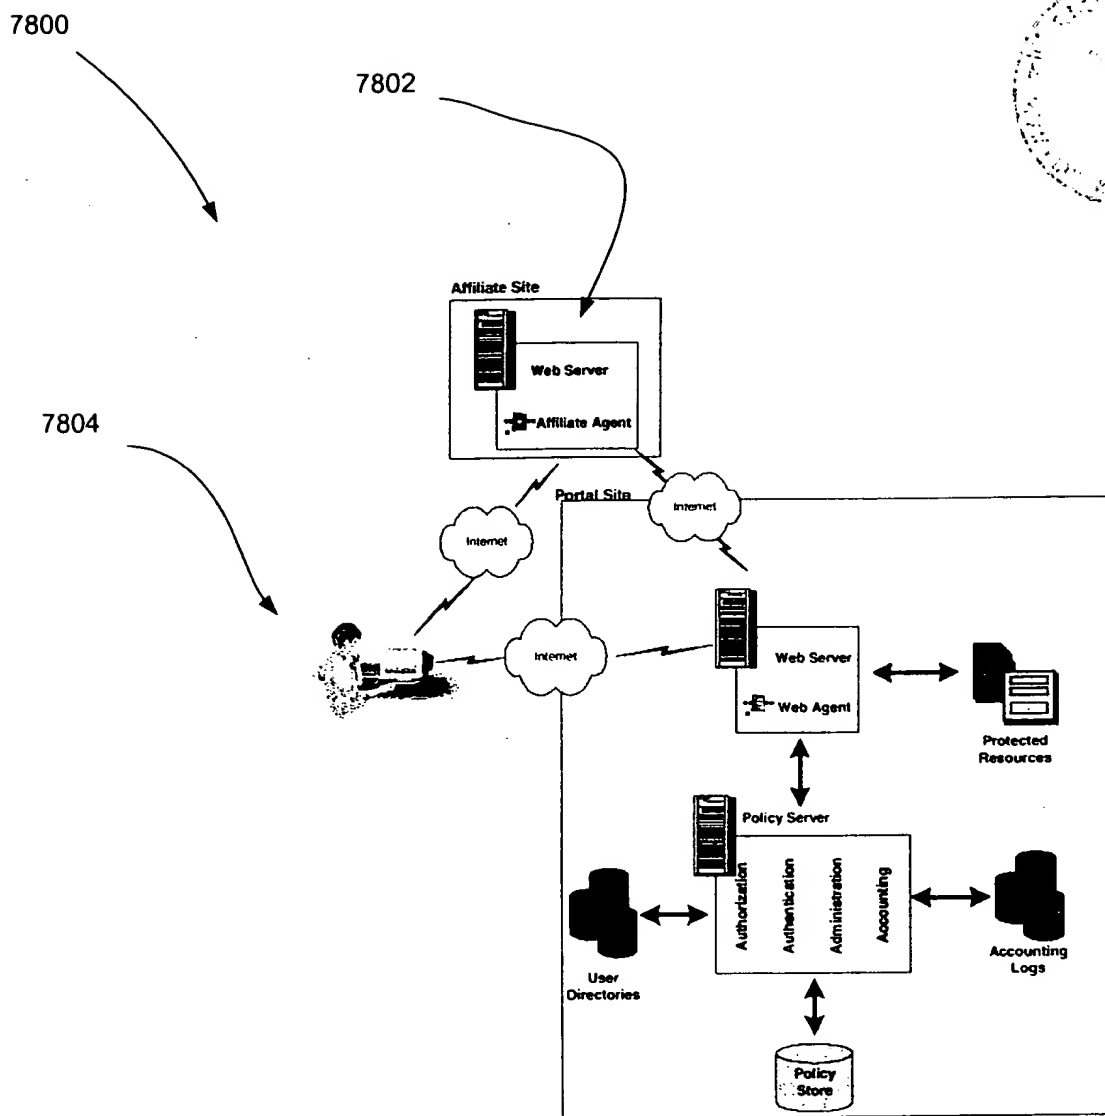 7800
7802
Affiliate Site
Web Server
Affiliate Agent
7804
Portal Site
Internet
Internet
Internet
Web Server
Web Agent
Protected
Resources
Policy Server
Authorization
Authentication
Administration
Accounting
User
Directories
Accounting
Logs
Policy
Store